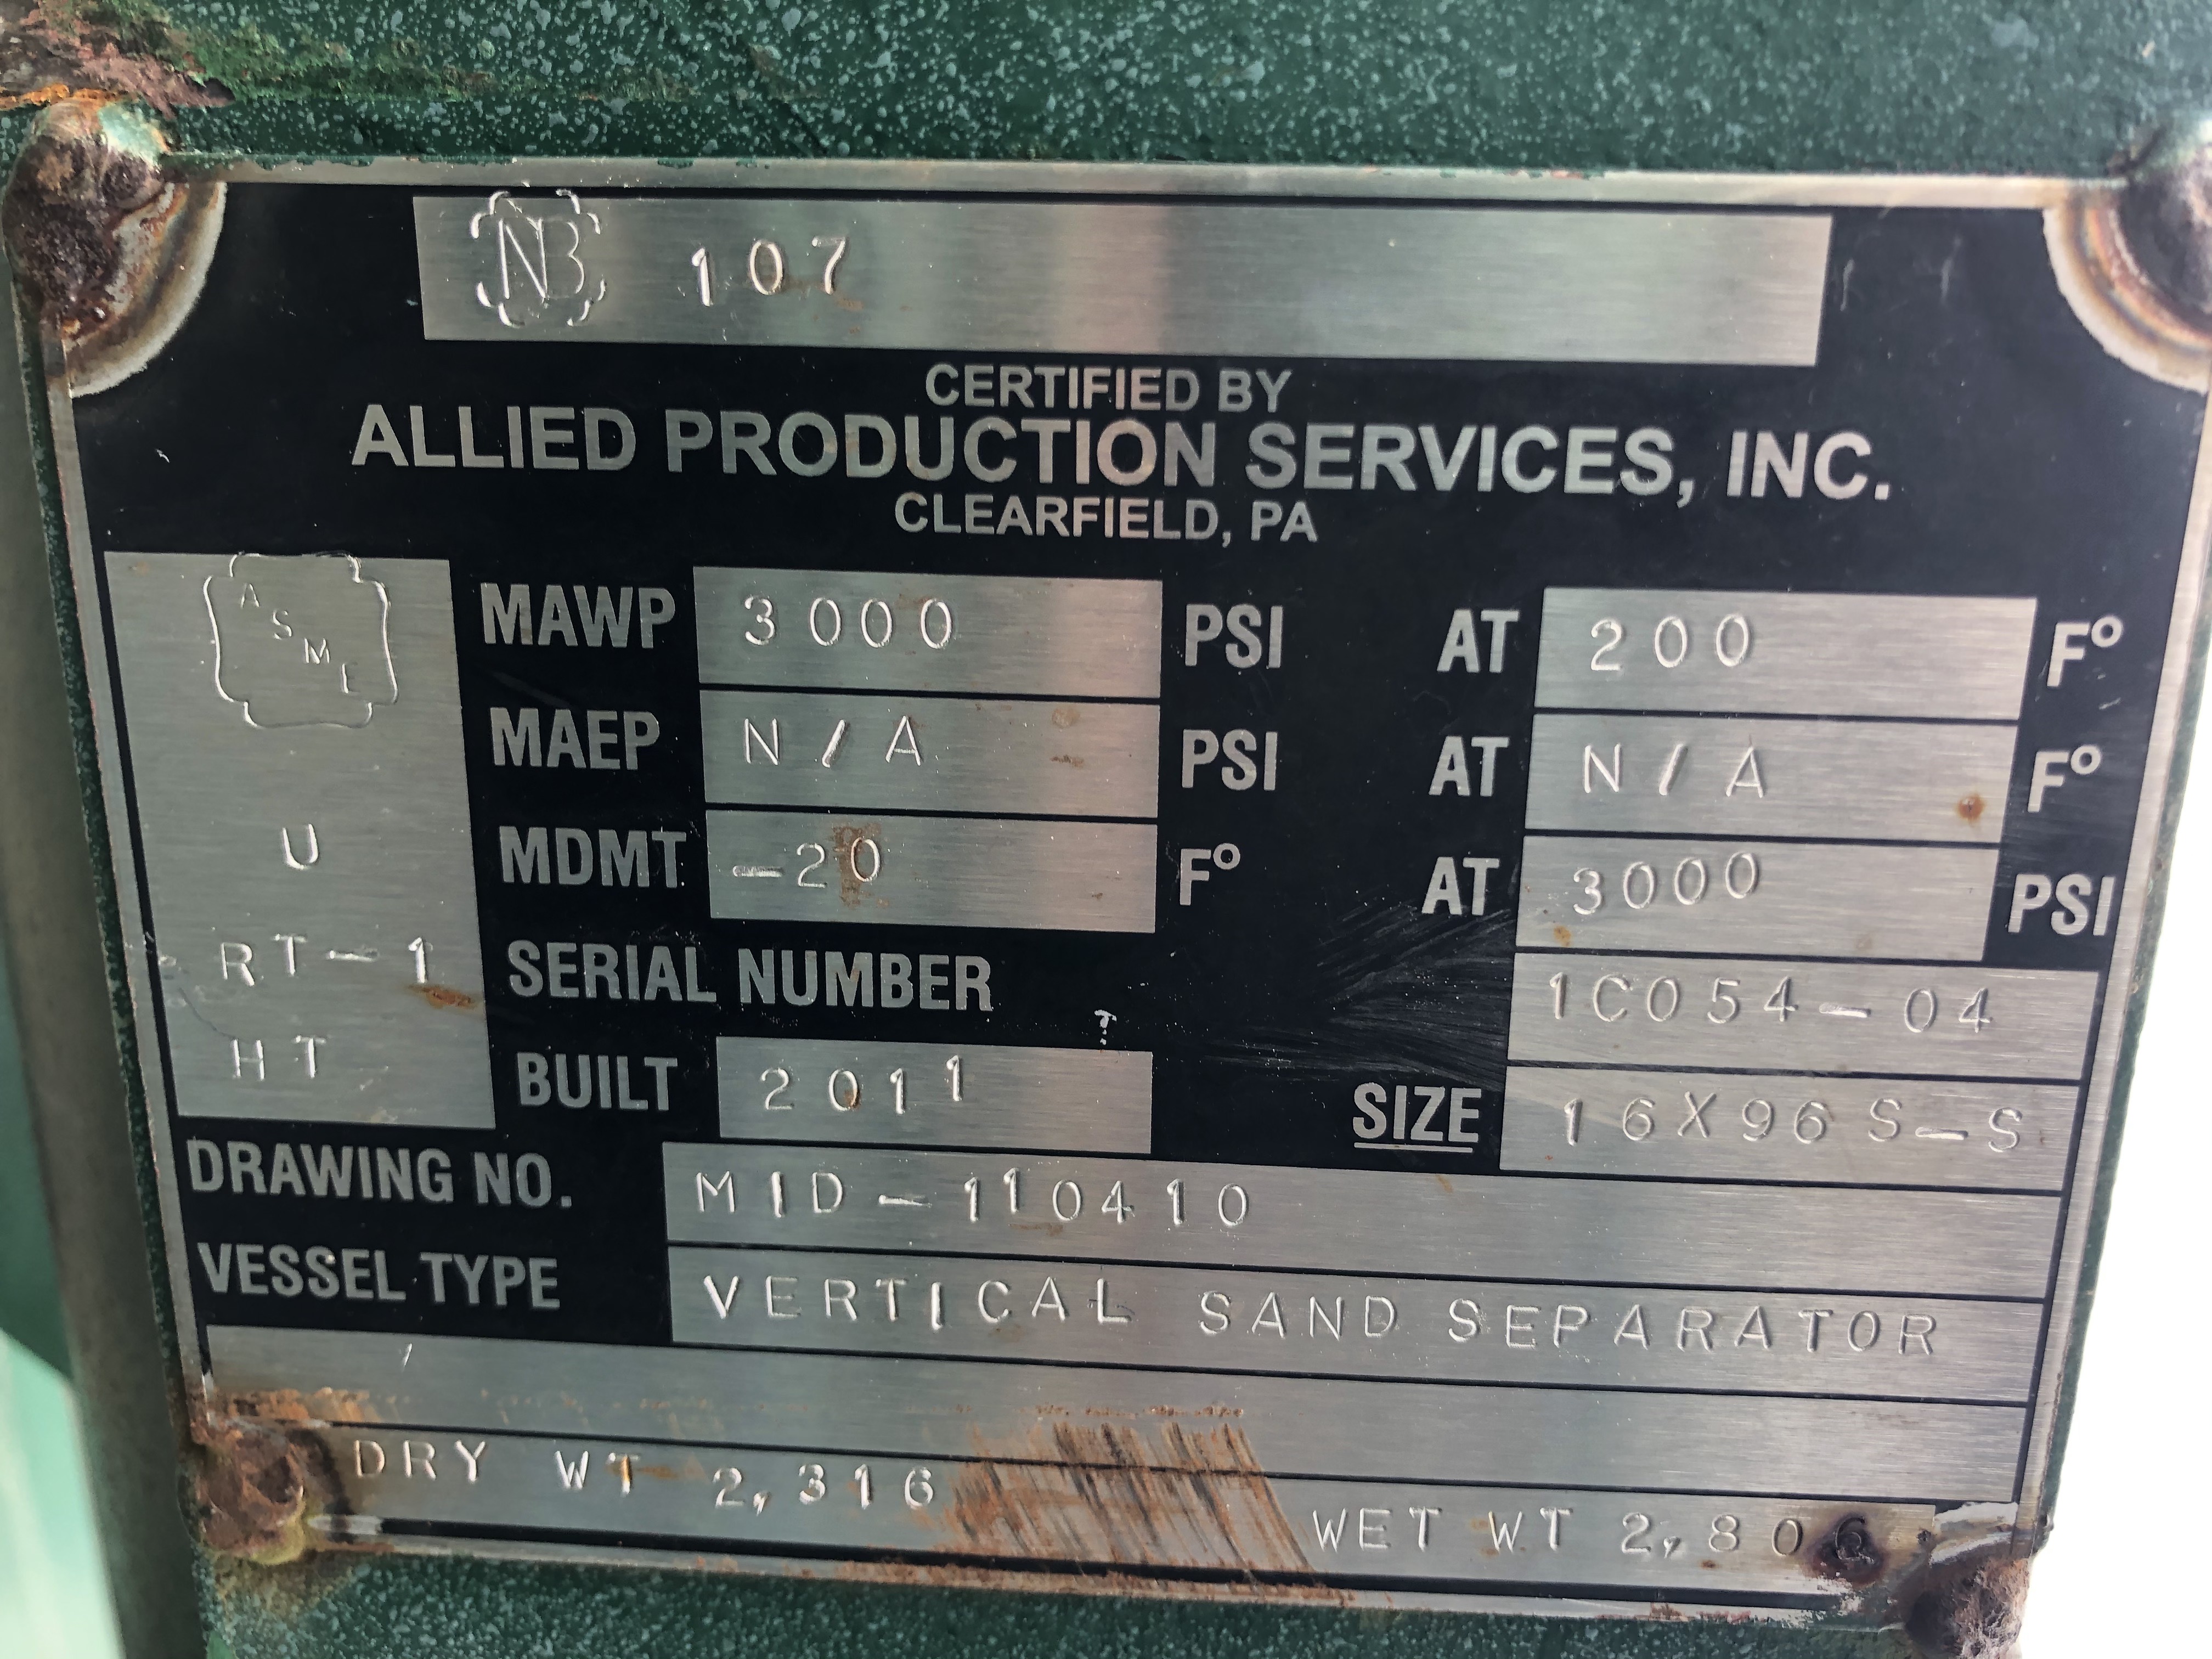 NB 107
CERTIFIED BY
ALLIED PRODUCTION SERVICES, INC.
CLEARFIELD, PA
ASME
U
RT-1
HT
MAWP 3000 PSI AT 200 F°
MAEP N/A PSI AT N/A F°
MDMT -20 F° AT 3000 PSI
SERIAL NUMBER 1C054-04
BUILT 2011 SIZE 16X96 S-S
DRAWING NO. MID-110410
VESSEL TYPE VERTICAL SAND SEPARATOR
DRY WT 2,316 WET WT 2,806